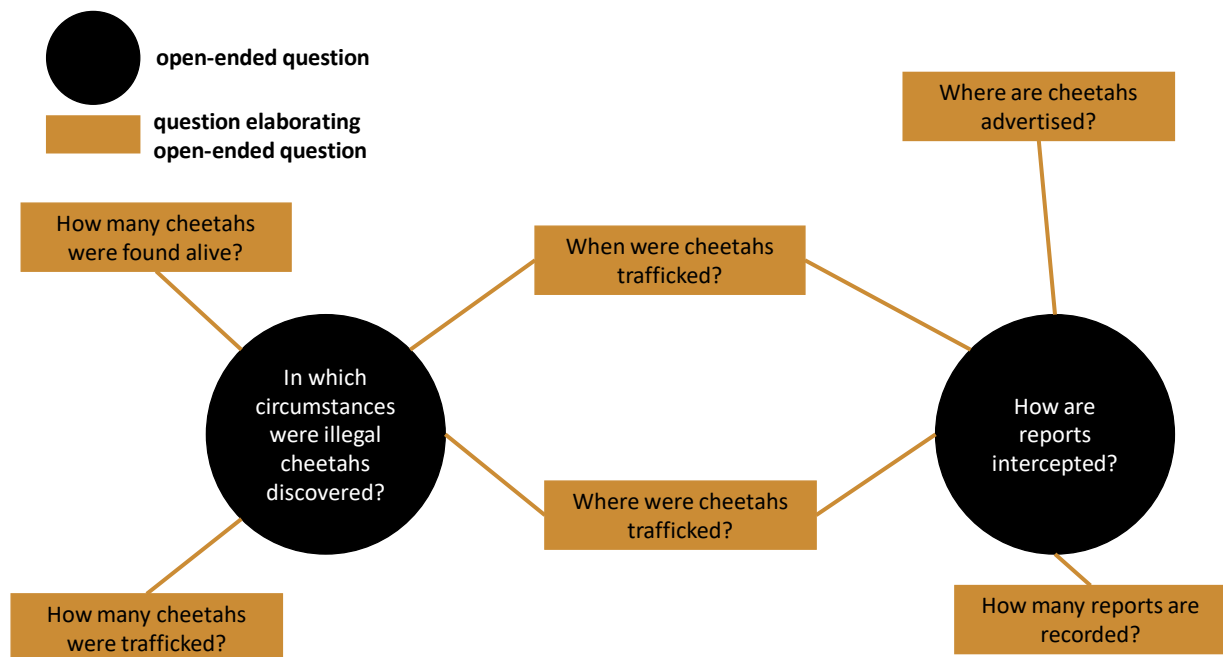 open-ended question
question elaborating
open-ended question
Where are cheetahs
advertised?
How many cheetahs
were found alive?
When were cheetahs
trafficked?
In which
circumstances
were illegal
cheetahs
discovered?
How are
reports
intercepted?
Where were cheetahs
trafficked?
How many cheetahs
were trafficked?
How many reports are
recorded?